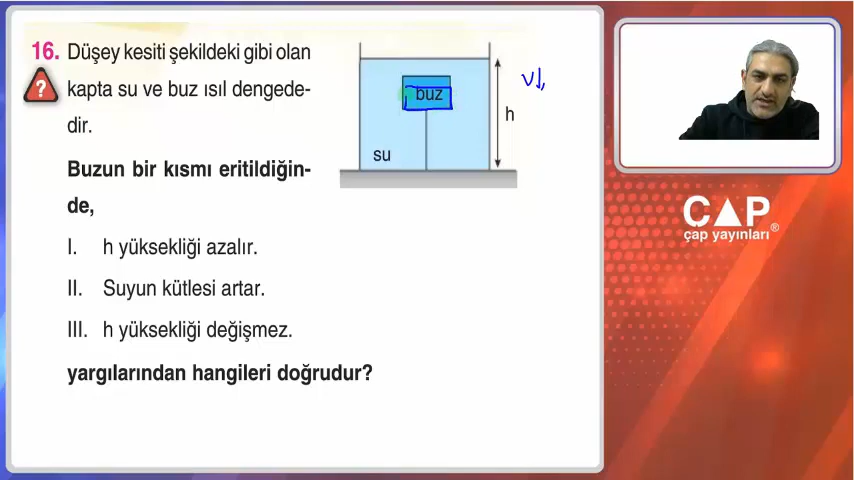 16. Düşey kesiti şekildeki gibi olan
kapta su ve buz ısıl dengede-
dir.
Buzun bir kısmı eritildiğin-
de,
I. h yüksekliği azalır.
II. Suyun kütlesi artar.
III. h yüksekliği değişmez.
yargılarından hangileri doğrudur?
?
buz
su
h
V↓,
ÇAP
çap yayınları®